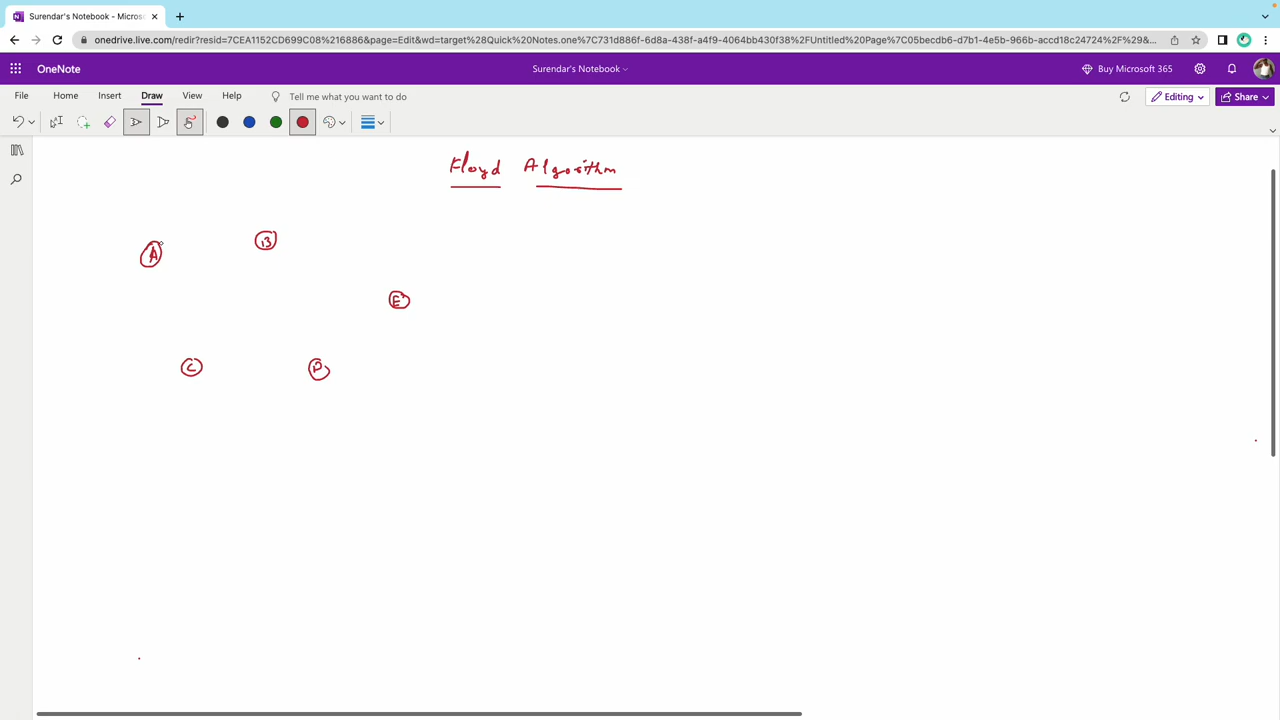 Surendar's Notebook - Micros
onedrive.live.com/redir?resid=7CEA1152CD699C08%216886&page=Edit&wd=target%28Quick%20Notes.one%7C731d886f-6d8a-438f-a4f9-4064bb430f38%2FUntitled%20Page%7C05becdb6-d7b1-4e5b-966b-accd18c24724%2F%29&...
OneNote
Surendar's Notebook
Buy Microsoft 365
File Home Insert Draw View Help Tell me what you want to do
Editing
Share
Floyd Algorithm
A
B
E
C
D